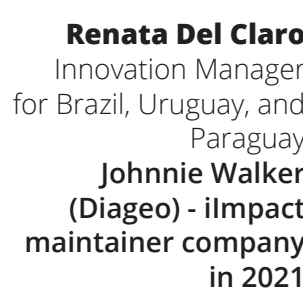 Renata Del Claro
Innovation Manager
for Brazil, Uruguay, and
Paraguay
Johnnie Walker
(Diageo) - iImpact
maintainer company
in 2021